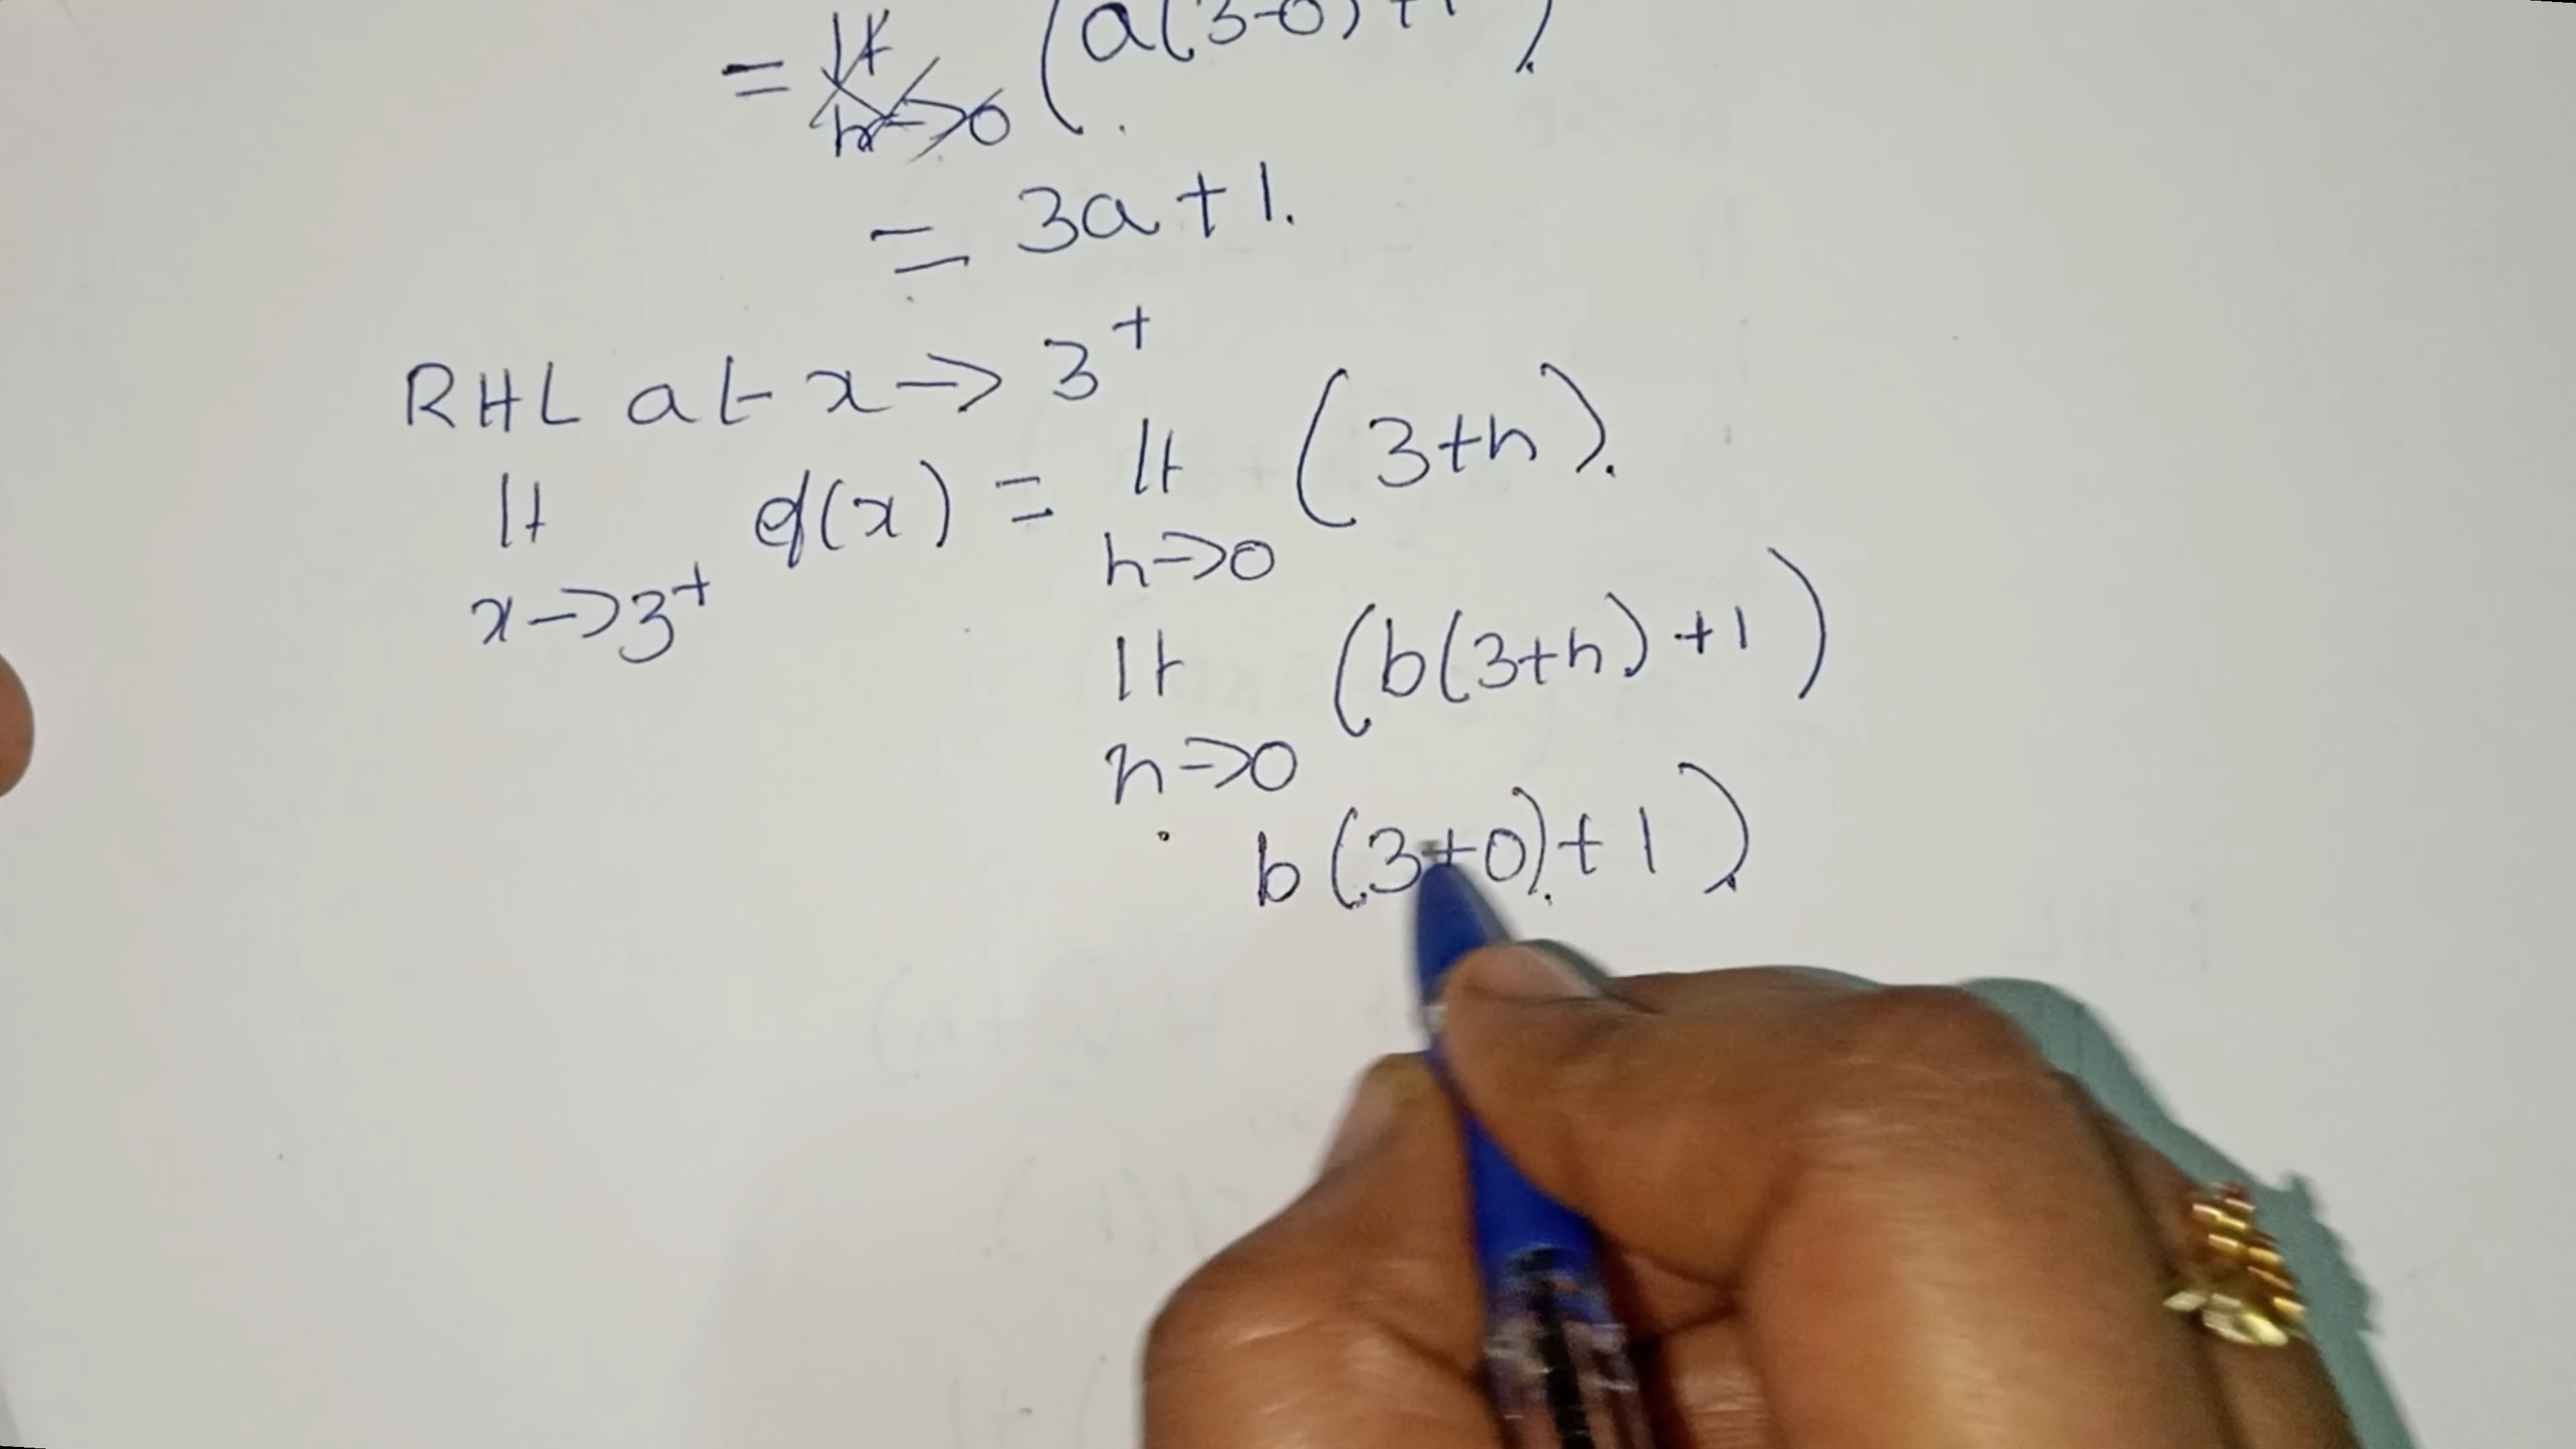 = lt (a(3-0)+1)
h->0
= 3a+1.
RHL at x->3⁺
lt f(x) = lt (3+h).
x->3⁺ h->0
lt (b(3+h)+1)
h->0
b(3+0)+1)